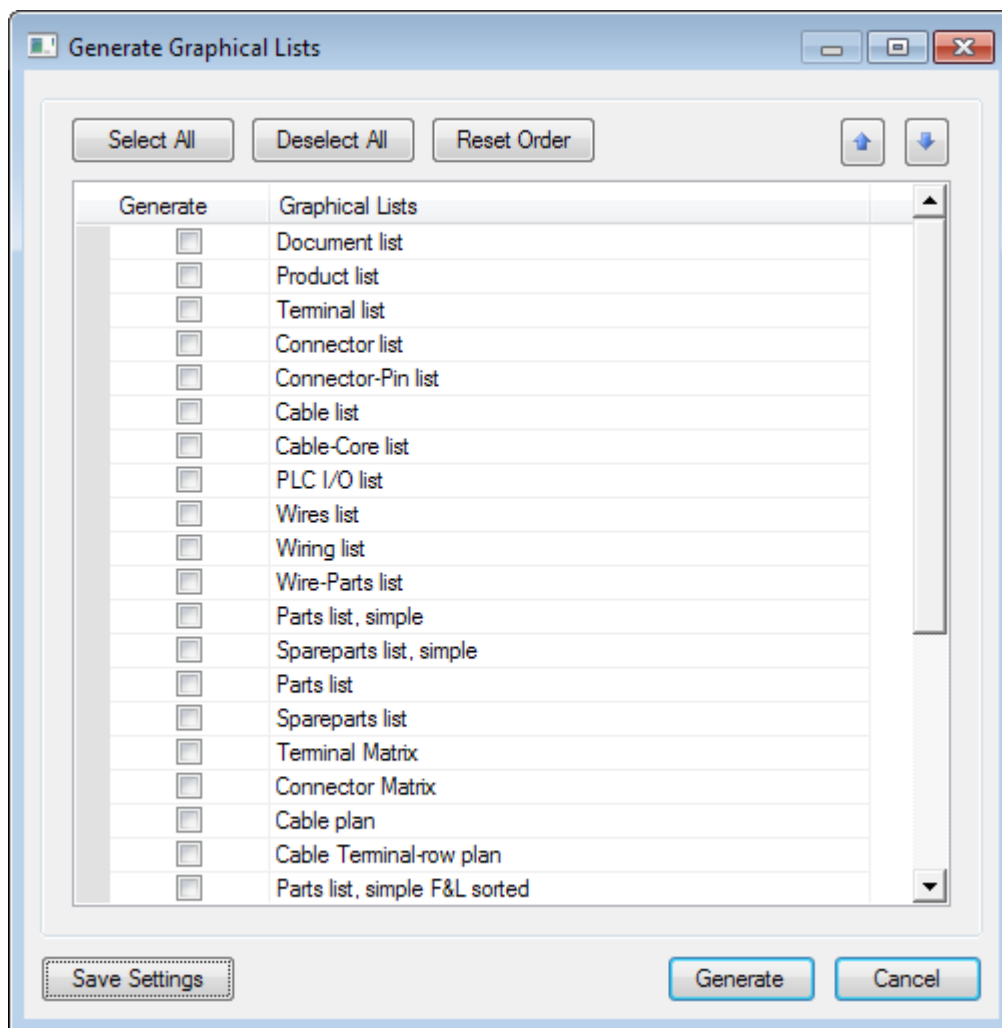 Generate Graphical Lists
Select All Deselect All Reset Order
Generate Graphical Lists
Document list
Product list
Terminal list
Connector list
Connector-Pin list
Cable list
Cable-Core list
PLC I/O list
Wires list
Wiring list
Wire-Parts list
Parts list, simple
Spareparts list, simple
Parts list
Spareparts list
Terminal Matrix
Connector Matrix
Cable plan
Cable Terminal-row plan
Parts list, simple F&L sorted
Save Settings Generate Cancel